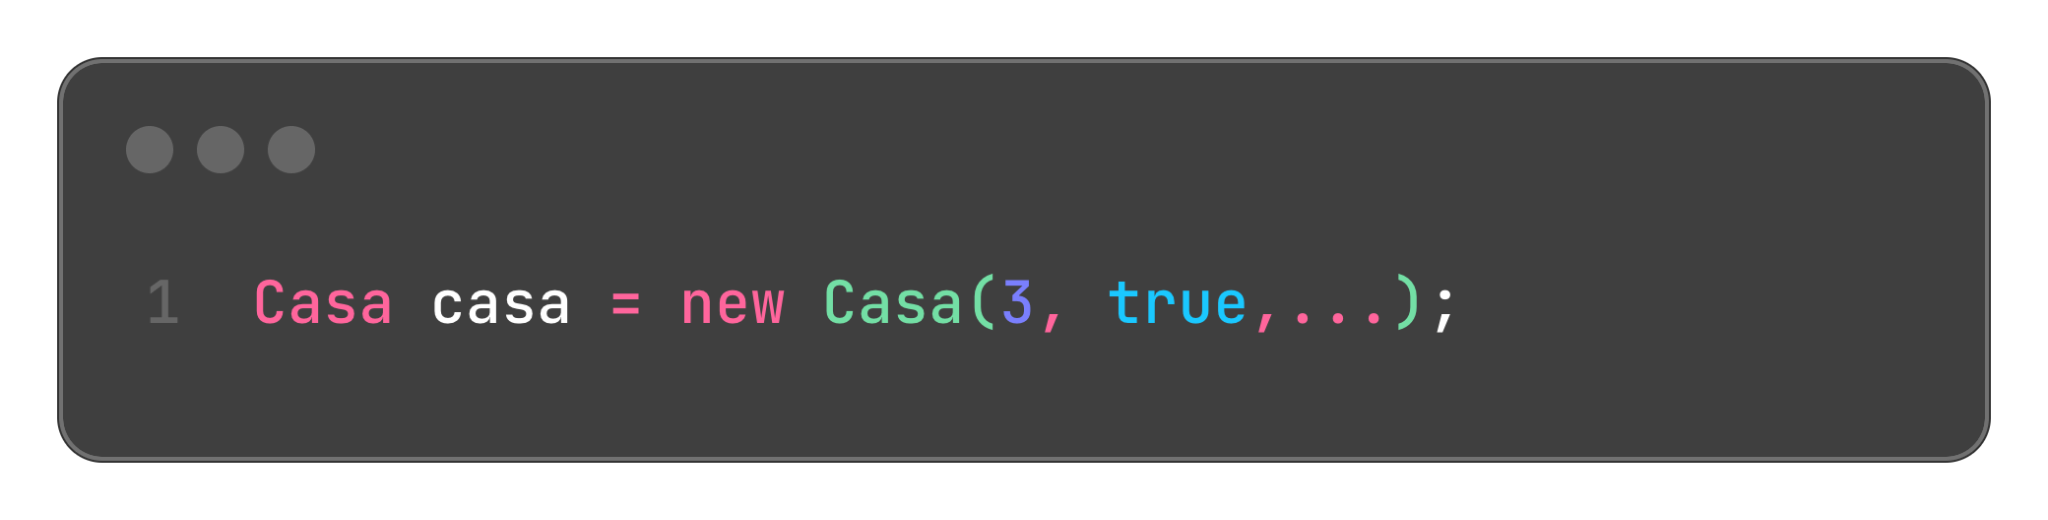 1 Casa casa = new Casa(3, true,...);